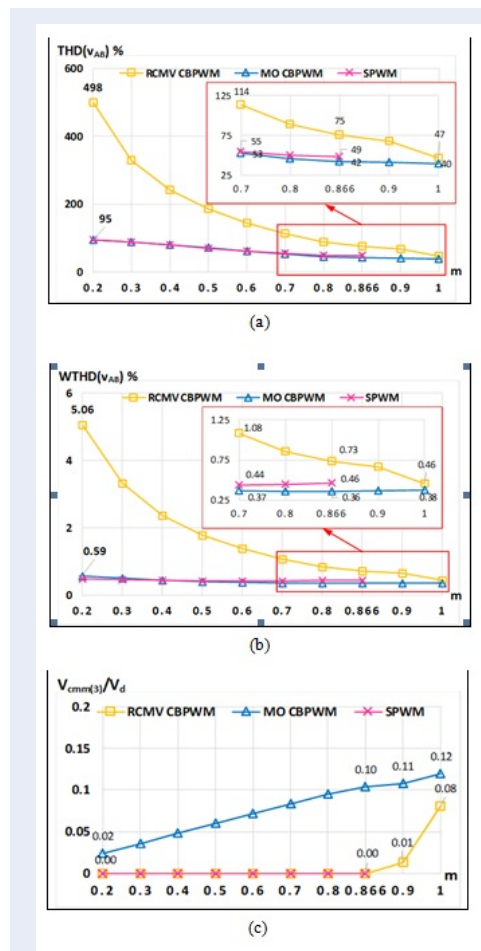 THD(vAB) %
RCMV CBPWM MO CBPWM SPWM
600
498
400
200
95
0
0.2 0.3 0.4 0.5 0.6 0.7 0.8 0.866 0.9 1 m
125
114
75
75
55
53
49
42
47
40
25
0.7 0.8 0.866 0.9 1
(a)
WTHD(vAB) %
RCMV CBPWM MO CBPWM SPWM
6
5.06
4
2
0.59
0
0.2 0.3 0.4 0.5 0.6 0.7 0.8 0.866 0.9 1 m
1.25
1.08
0.75
0.73
0.44
0.46
0.46
0.37
0.36
0.38
0.25
0.7 0.8 0.866 0.9 1
(b)
Vcmm(3)/Vd
RCMV CBPWM MO CBPWM SPWM
0.2
0.15
0.1
0.10 0.11 0.12
0.08
0.05
0.02
0.00
0.00
0.01
0
0.2 0.3 0.4 0.5 0.6 0.7 0.8 0.866 0.9 1 m
(c)